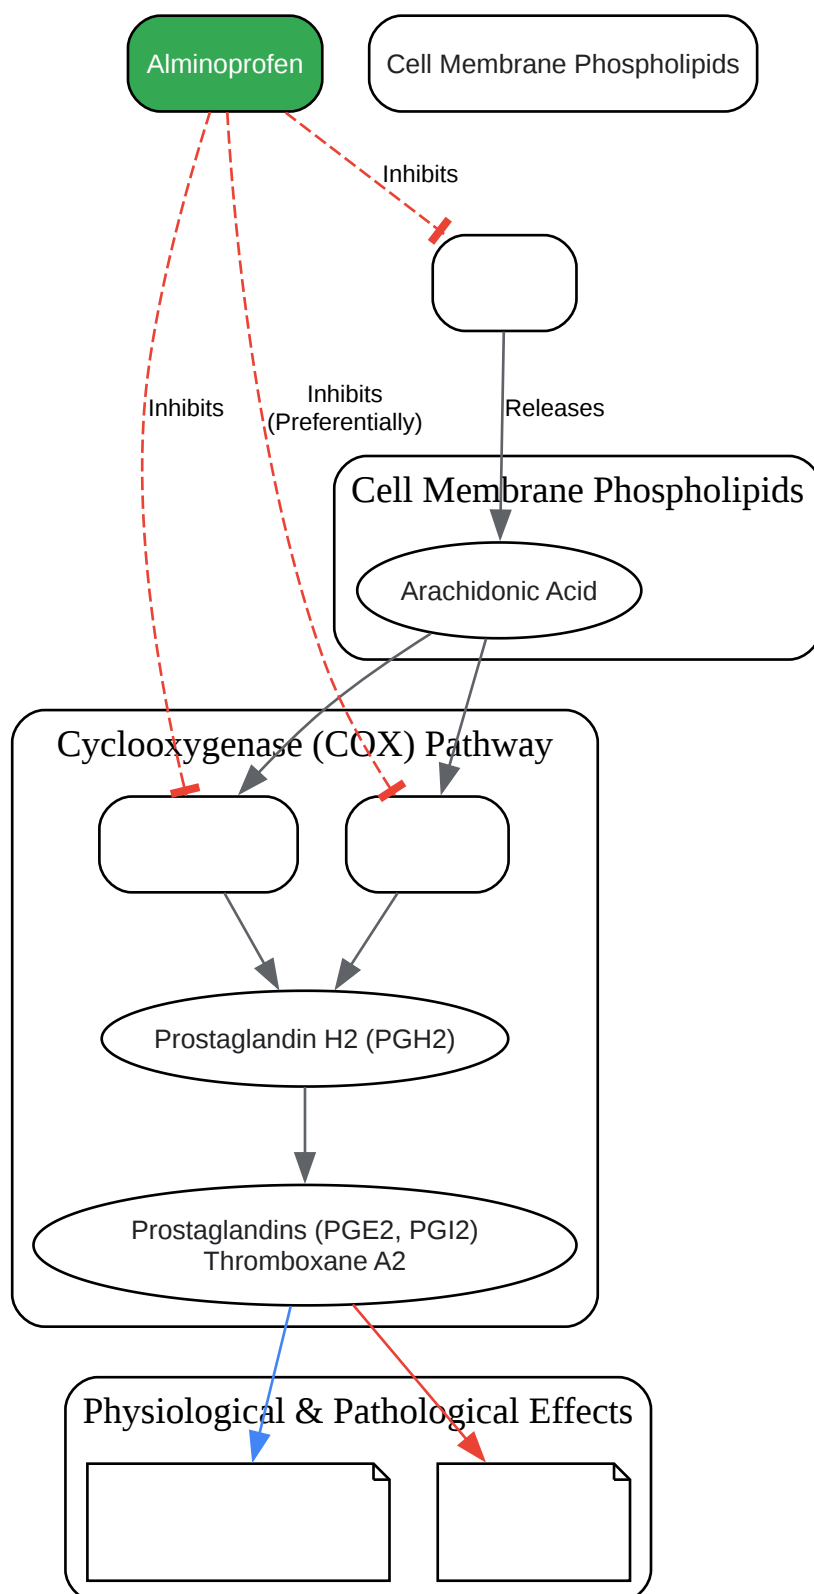 Alminoprofen
Cell Membrane Phospholipids
Inhibits
Inhibits
Inhibits
(Preferentially)
Releases
Cell Membrane Phospholipids
Arachidonic Acid
Cyclooxygenase (COX) Pathway
Prostaglandin H2 (PGH2)
Prostaglandins (PGE2, PGI2)
Thromboxane A2
Physiological & Pathological Effects